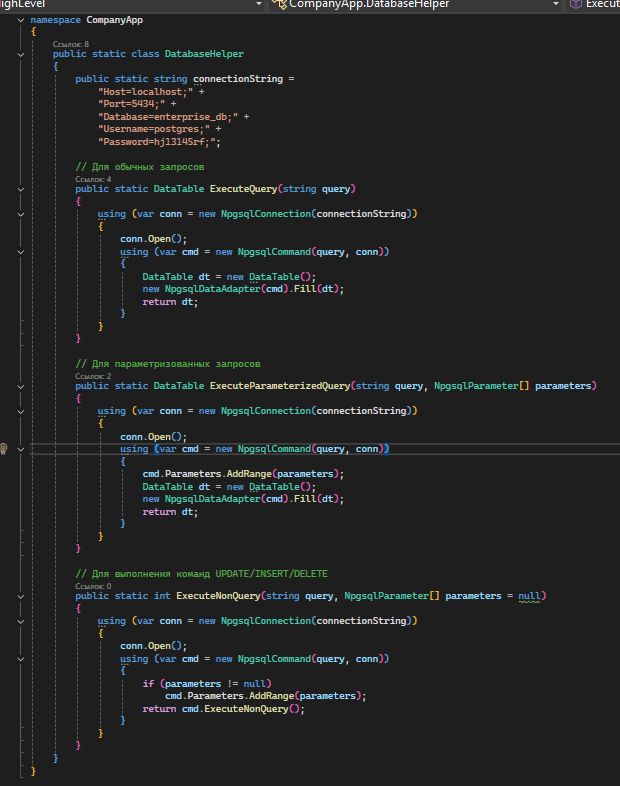 HighLevel
CompanyApp.DatabaseHelper
Execut
namespace CompanyApp
{
Ссылок: 8
public static class DatabaseHelper
{
public static string connectionString =
"Host=localhost;" +
"Port=5434;" +
"Database=enterprise_db;" +
"Username=postgres;" +
"Password=hjl314Srf;";
// Для обычных запросов
Ссылок: 4
public static DataTable ExecuteQuery(string query)
{
using (var conn = new NpgsqlConnection(connectionString))
{
conn.Open();
using (var cmd = new NpgsqlCommand(query, conn))
{
DataTable dt = new DataTable();
new NpgsqlDataAdapter(cmd).Fill(dt);
return dt;
}
}
}
// Для параметризованных запросов
Ссылок: 2
public static DataTable ExecuteParameterizedQuery(string query, NpgsqlParameter[] parameters)
{
using (var conn = new NpgsqlConnection(connectionString))
{
conn.Open();
using (var cmd = new NpgsqlCommand(query, conn))
{
cmd.Parameters.AddRange(parameters);
DataTable dt = new DataTable();
new NpgsqlDataAdapter(cmd).Fill(dt);
return dt;
}
}
}
// Для выполнения команд UPDATE/INSERT/DELETE
Ссылок: 0
public static int ExecuteNonQuery(string query, NpgsqlParameter[] parameters = null)
{
using (var conn = new NpgsqlConnection(connectionString))
{
conn.Open();
using (var cmd = new NpgsqlCommand(query, conn))
{
if (parameters != null)
cmd.Parameters.AddRange(parameters);
return cmd.ExecuteNonQuery();
}
}
}
}
}